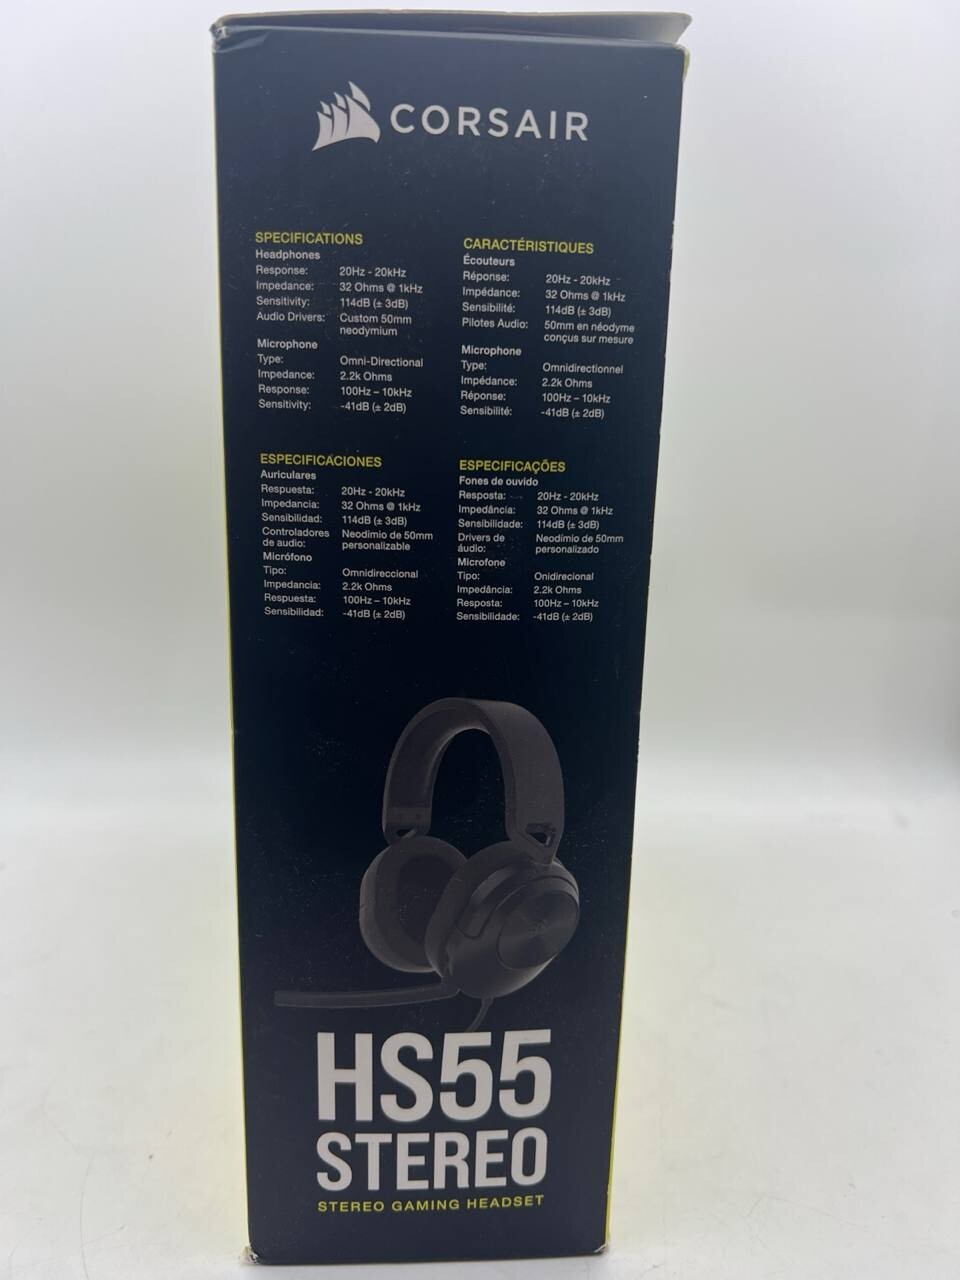 CORSAIR
SPECIFICATIONS
Headphones
Response: 20Hz - 20kHz
Impedance: 32 Ohms @ 1kHz
Sensitivity: 114dB (± 3dB)
Audio Drivers: Custom 50mm
neodymium
Microphone
Type: Omni-Directional
Impedance: 2.2k Ohms
Response: 100Hz – 10kHz
Sensitivity: -41dB (± 2dB)
CARACTÉRISTIQUES
Écouteurs
Réponse: 20Hz - 20kHz
Impédance: 32 Ohms @ 1kHz
Sensibilité: 114dB (± 3dB)
Pilotes Audio: 50mm en néodyme
conçus sur mesure
Microphone
Type: Omnidirectionnel
Impédance: 2.2k Ohms
Réponse: 100Hz – 10kHz
Sensibilité: -41dB (± 2dB)
ESPECIFICACIONES
Auriculares
Respuesta: 20Hz - 20kHz
Impedancia: 32 Ohms @ 1kHz
Sensibilidad: 114dB (± 3dB)
Controladores Neodimio de 50mm
de audio: personalizable
Micrófono
Tipo: Omnidireccional
Impedancia: 2.2k Ohms
Respuesta: 100Hz – 10kHz
Sensibilidad: -41dB (± 2dB)
ESPECIFICAÇÕES
Fones de ouvido
Resposta: 20Hz - 20kHz
Impedância: 32 Ohms @ 1kHz
Sensibilidade: 114dB (± 3dB)
Drivers de Neodímio de 50mm
áudio: personalizado
Microfone
Tipo: Onidirecional
Impedância: 2.2k Ohms
Resposta: 100Hz – 10kHz
Sensibilidade: -41dB (± 2dB)
HS55
STEREO
STEREO GAMING HEADSET